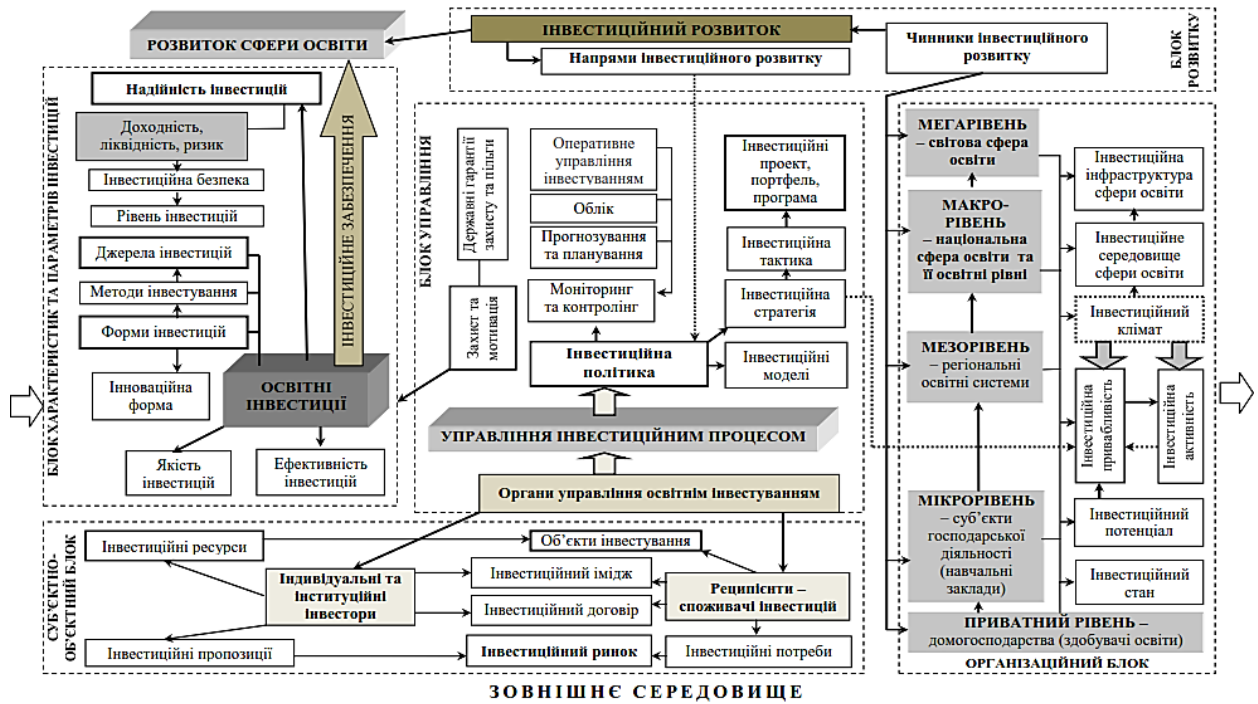 РОЗВИТОК СФЕРИ ОСВІТИ
ІНВЕСТИЦІЙНИЙ РОЗВИТОК
Напрями інвестиційного розвитку
Чинники інвестиційного
розвитку
БЛОК
РОЗВИТКУ
БЛОК ХАРАКТЕРИСТИК ТА ПАРАМЕТРІВ ІНВЕСТИЦІЙ
Надійність інвестицій
Доходність,
ліквідність, ризик
Інвестиційна безпека
Рівень інвестицій
Джерела інвестицій
Методи інвестування
Форми інвестицій
Інноваційна
форма
ОСВІТНІ
ІНВЕСТИЦІЇ
Якість
інвестицій
Ефективність
інвестицій
ІНВЕСТИЦІЙНЕ ЗАБЕЗПЕЧЕННЯ
БЛОК УПРАВЛІННЯ
Державні гарантії
захисту та пільги
Захист та
мотивація
Оперативне
управління
інвестуванням
Облік
Прогнозування
та планування
Моніторинг
та контролінг
Інвестиційні
проект,
портфель,
програма
Інвестиційна
тактика
Інвестиційна
стратегія
Інвестиційна
політика
Інвестиційні
моделі
УПРАВЛІННЯ ІНВЕСТИЦІЙНИМ ПРОЦЕСОМ
Органи управління освітнім інвестуванням
СУБ'ЄКТНО-
ОБ'ЄКТНИЙ БЛОК
Інвестиційні ресурси
Об'єкти інвестування
Індивідуальні та
інституційні
інвестори
Інвестиційний імідж
Інвестиційний договір
Реципієнти –
споживачі інвестицій
Інвестиційні пропозиції
Інвестиційний ринок
Інвестиційні потреби
МЕГАРІВЕНЬ
– світова сфера
освіти
МАКРО-
РІВЕНЬ
– національна
сфера освіти та
її освітні рівні
МЕЗОРІВЕНЬ
– регіональні
освітні системи
МІКРОРІВЕНЬ
– суб'єкти
господарської
діяльності
(навчальні
заклади)
ПРИВАТНИЙ РІВЕНЬ –
домогосподарства (здобувачі освіти)
Інвестиційна
інфраструктура
сфери освіти
Інвестиційне
середовище
сфери освіти
Інвестиційний
клімат
Інвестиційна
привабливість
Інвестиційна
активність
Інвестиційний
потенціал
Інвестиційний
стан
ОРГАНІЗАЦІЙНИЙ БЛОК
ЗОВНІШНЄ СЕРЕДОВИЩЕ